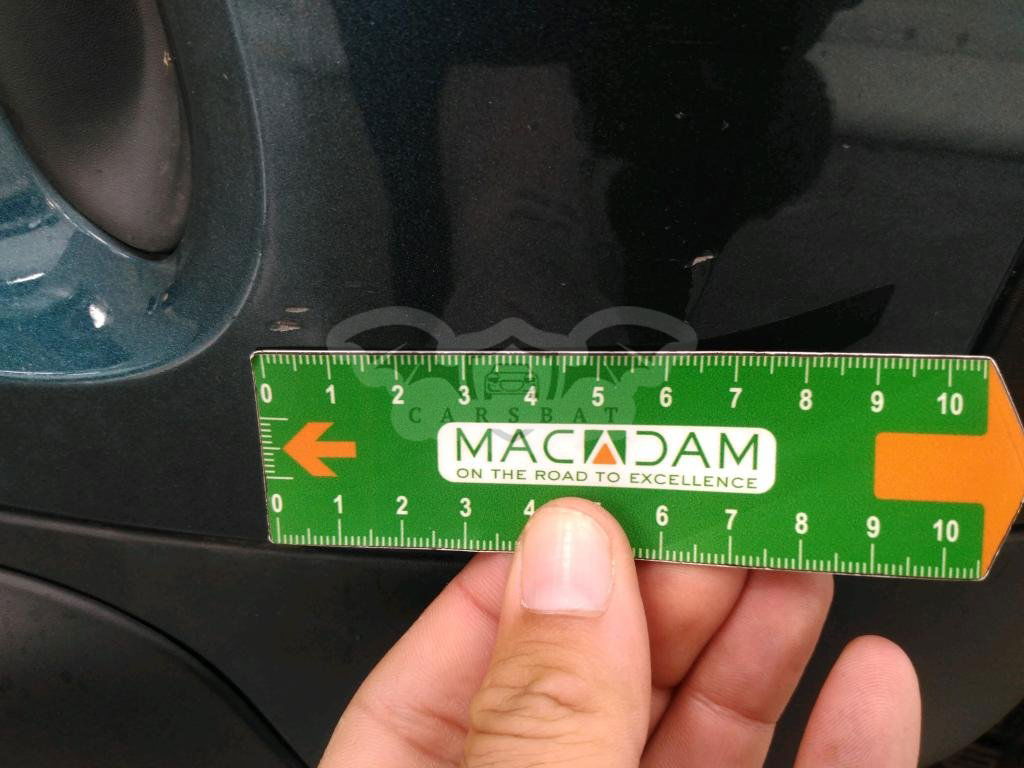 0 1 2 3 4 5 6 7 8 9 10
CARSBAT
MACADAM
ON THE ROAD TO EXCELLENCE
0 1 2 3 4 6 7 8 9 10